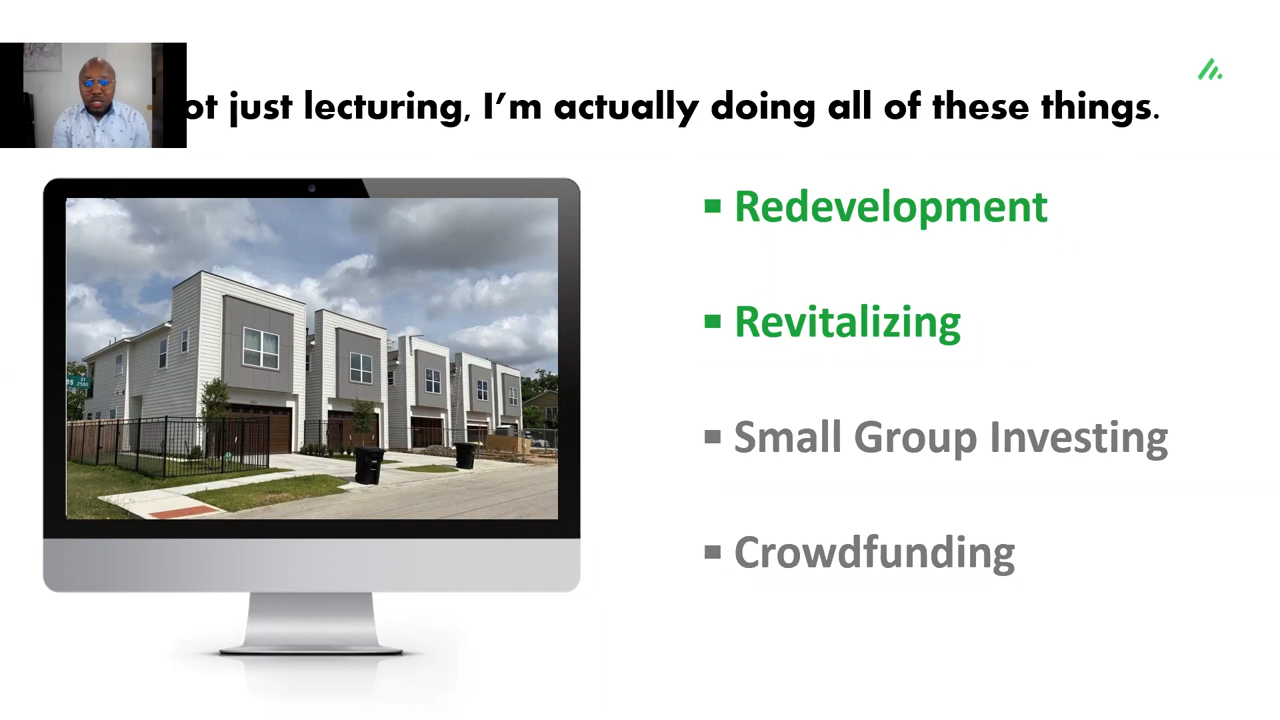 ot just lecturing, I’m actually doing all of these things.
▪ Redevelopment
▪ Revitalizing
▪ Small Group Investing
▪ Crowdfunding